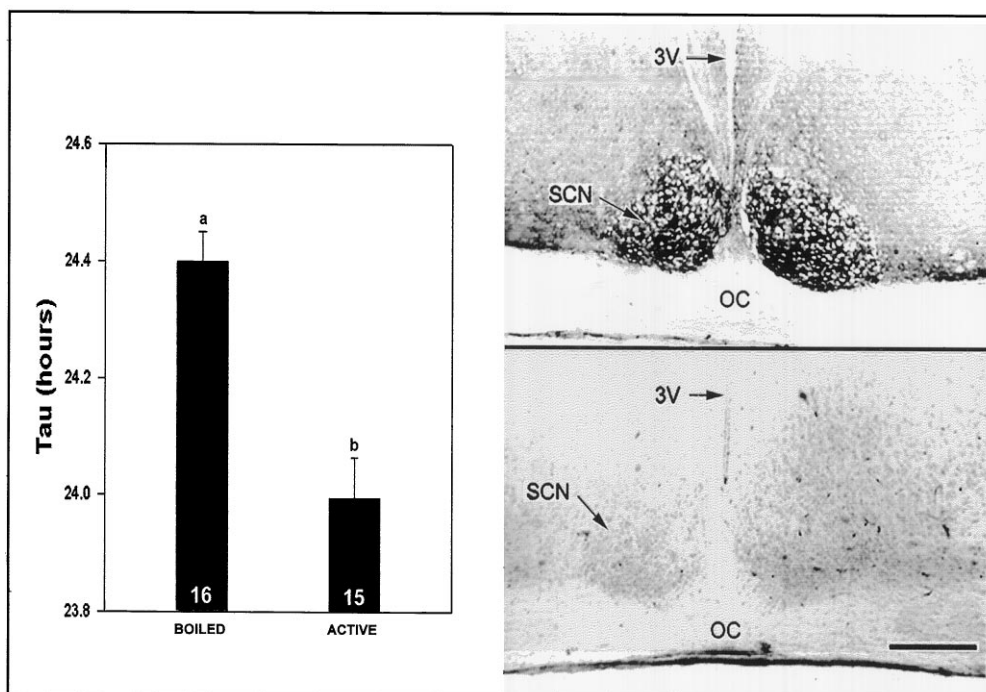 Tau (hours)
24.6
24.4
24.2
24.0
23.8
a
b
16
15
BOILED
ACTIVE
3V
SCN
OC
3V
SCN
OC